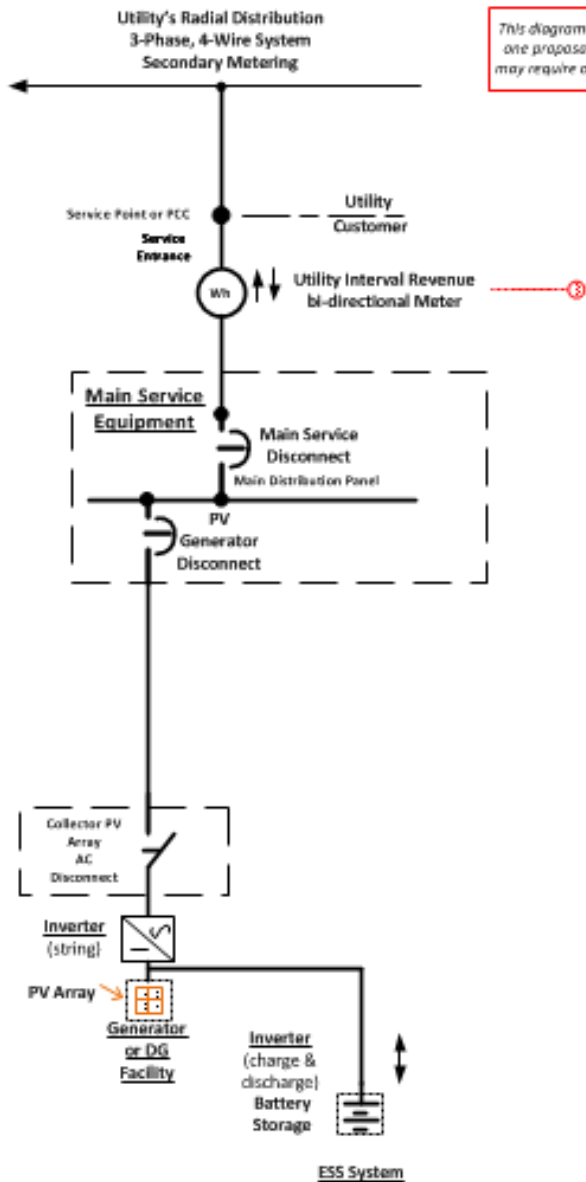 Utility's Radial Distribution
3-Phase, 4-Wire System
Secondary Metering
This diagram
one propos
may require
Service Point or PCC
Utility
Customer
Service
Entrance
Wh
Utility Interval Revenue
bi-directional Meter
Main Service
Equipment
Main Service
Disconnect
Main Distribution Panel
PV
Generator
Disconnect
Collector PV
Array
AC
Disconnect
Inverter
(string)
PV Array
Generator
or DG
Facility
Inverter
(charge &
discharge)
Battery
Storage
ESS System